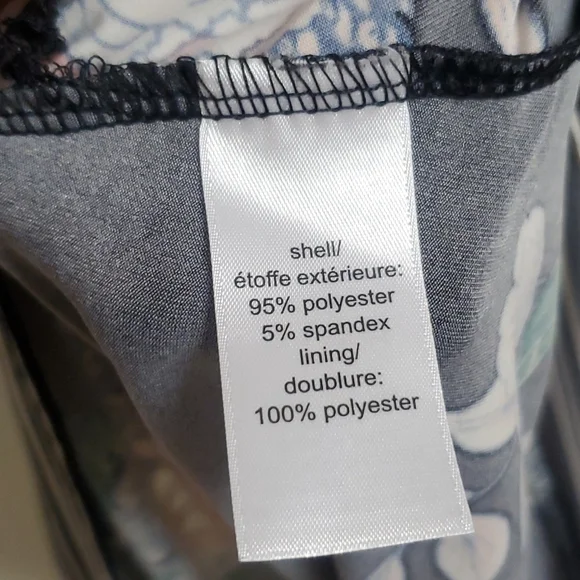 shell/
étoffe extérieure:
95% polyester
5% spandex
lining/
doublure:
100% polyester